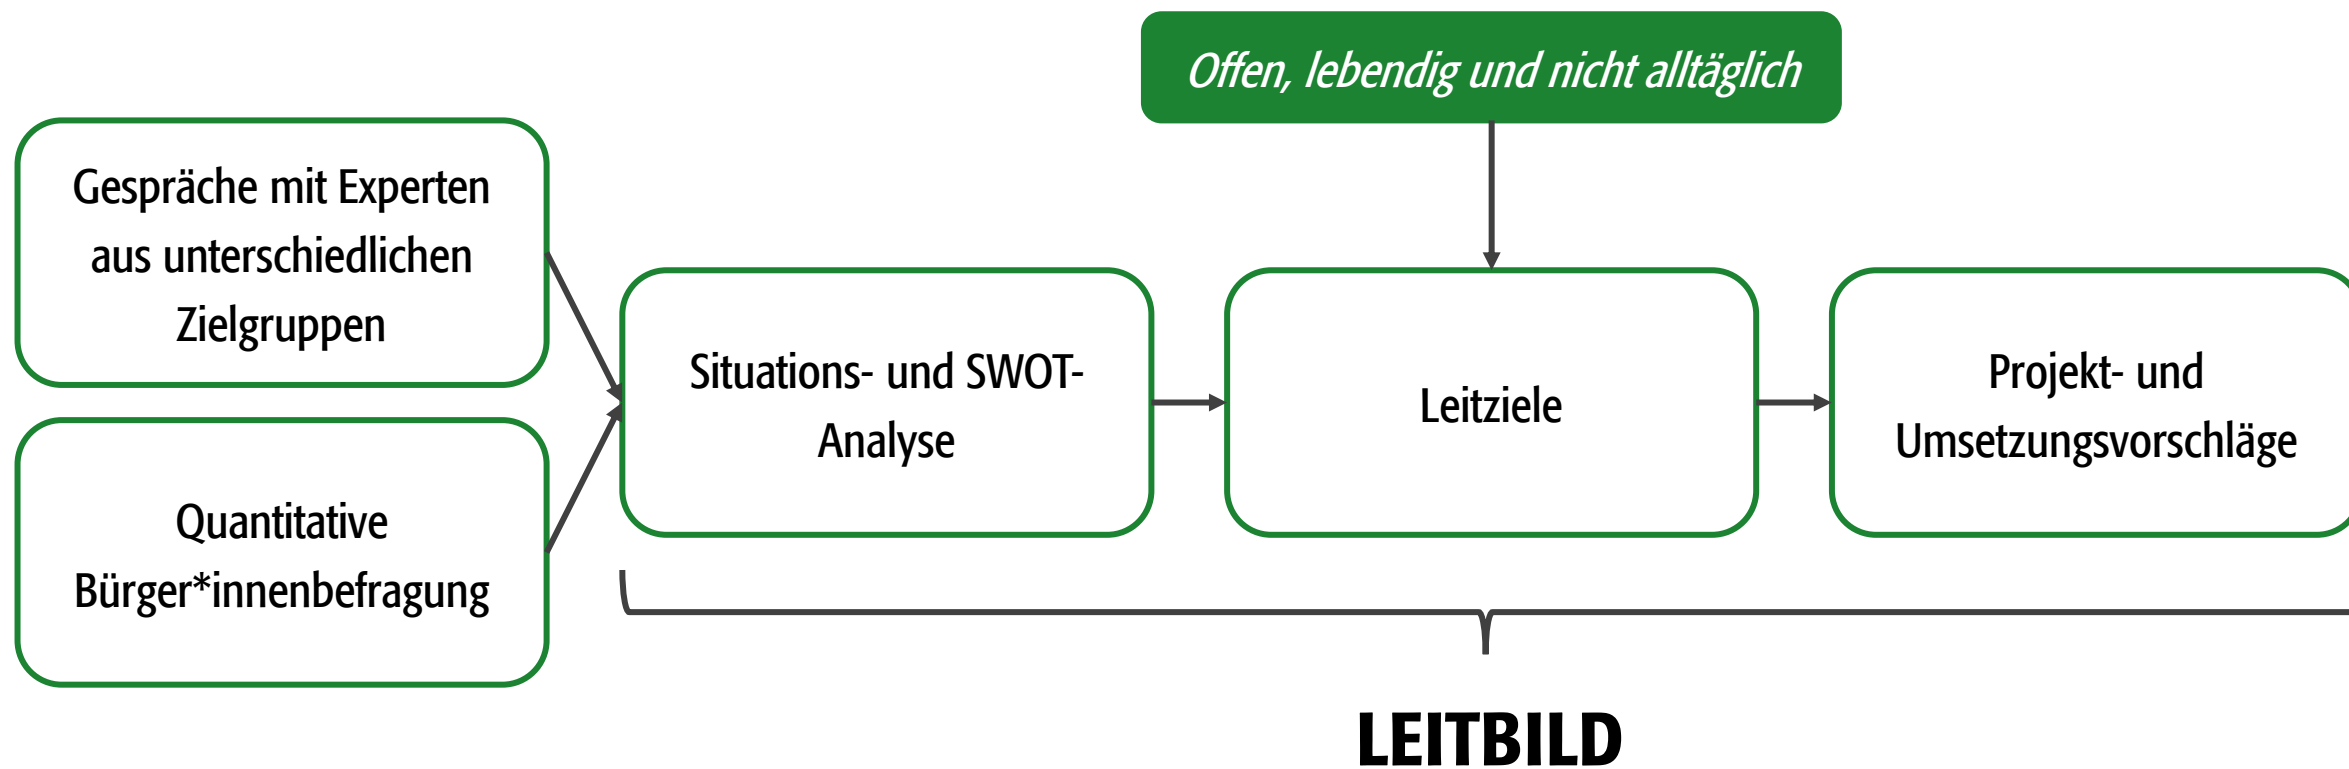 Offen, lebendig und nicht alltäglich
Gespräche mit Experten
aus unterschiedlichen
Zielgruppen
Quantitative
Bürger*innenbefragung
Situations- und SWOT-
Analyse
Leitziele
Projekt- und
Umsetzungsvorschläge
LEITBILD